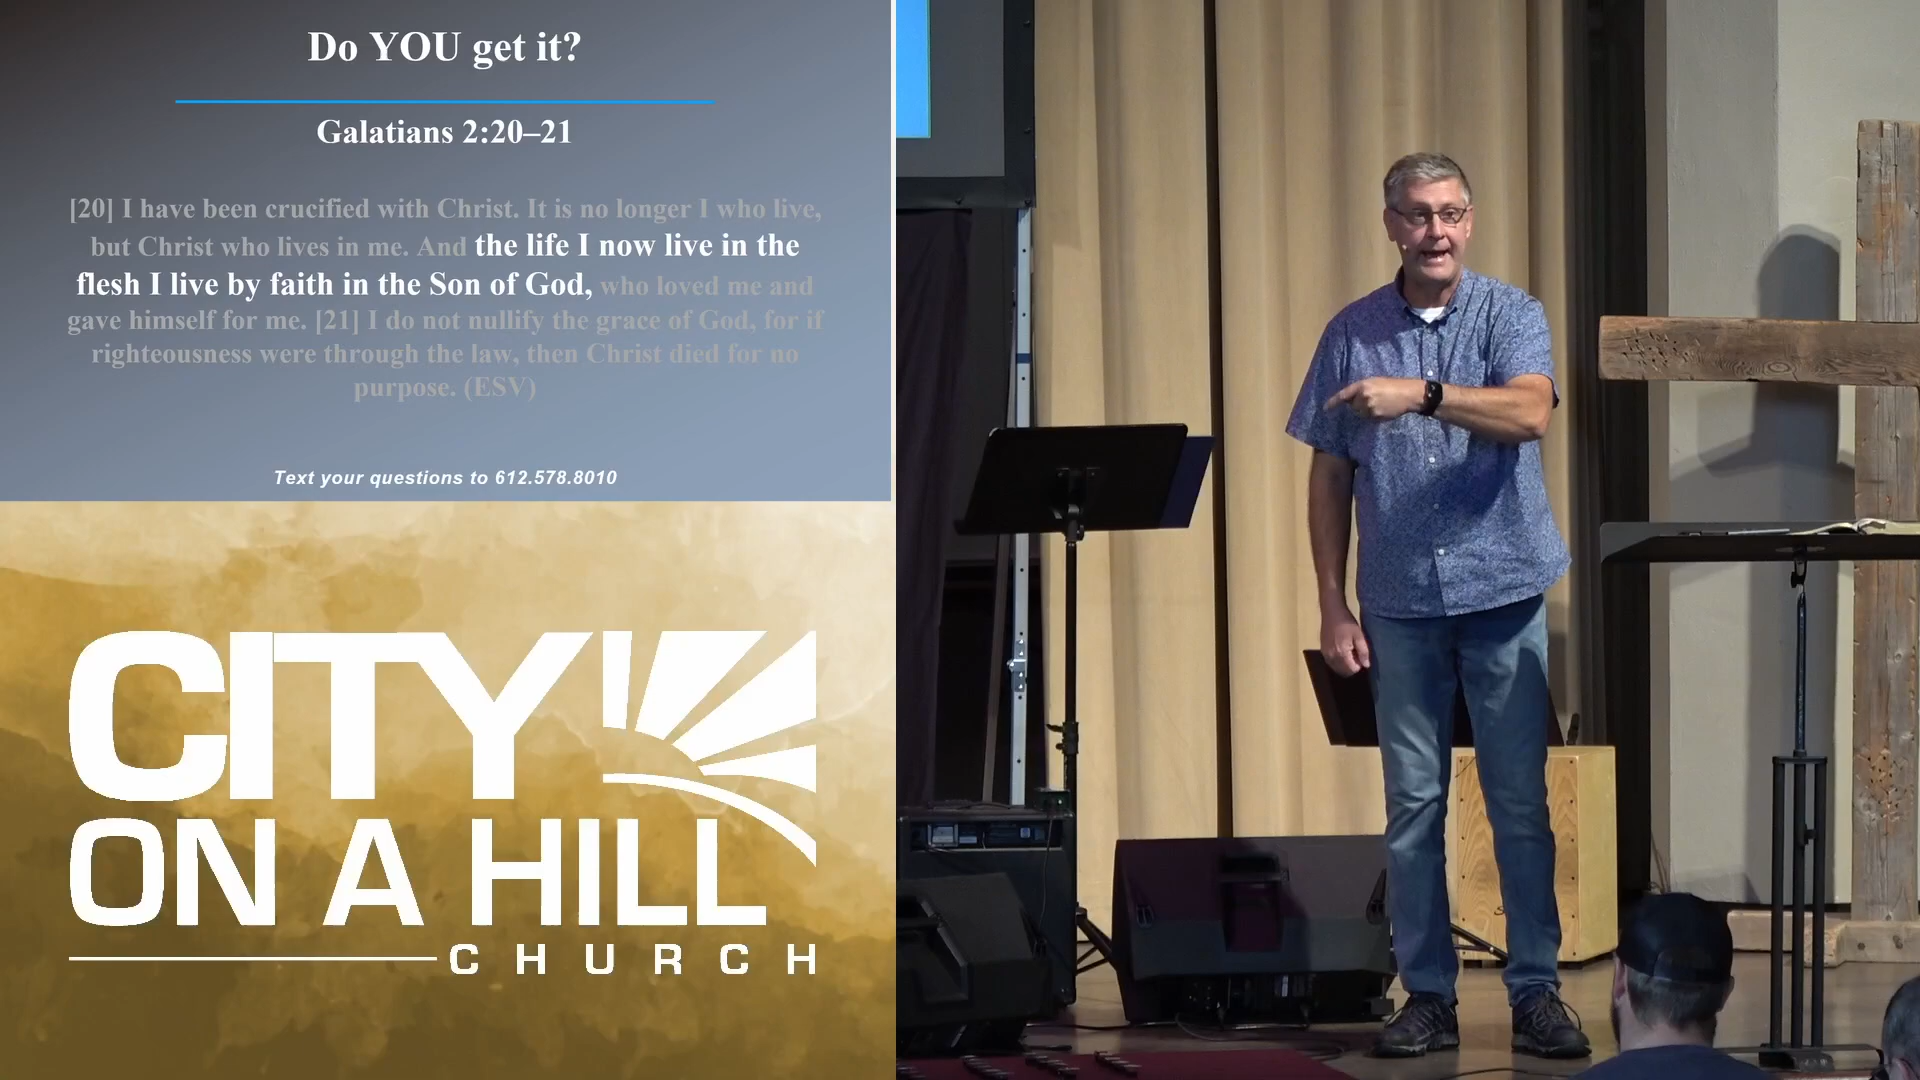 Do YOU get it?
Galatians 2:20–21
[20] I have been crucified with Christ. It is no longer I who live,
but Christ who lives in me. And the life I now live in the
flesh I live by faith in the Son of God, who loved me and
gave himself for me. [21] I do not nullify the grace of God, for if
righteousness were through the law, then Christ died for no
purpose. (ESV)
Text your questions to 612.578.8010
CITY
ON A HILL
CHURCH